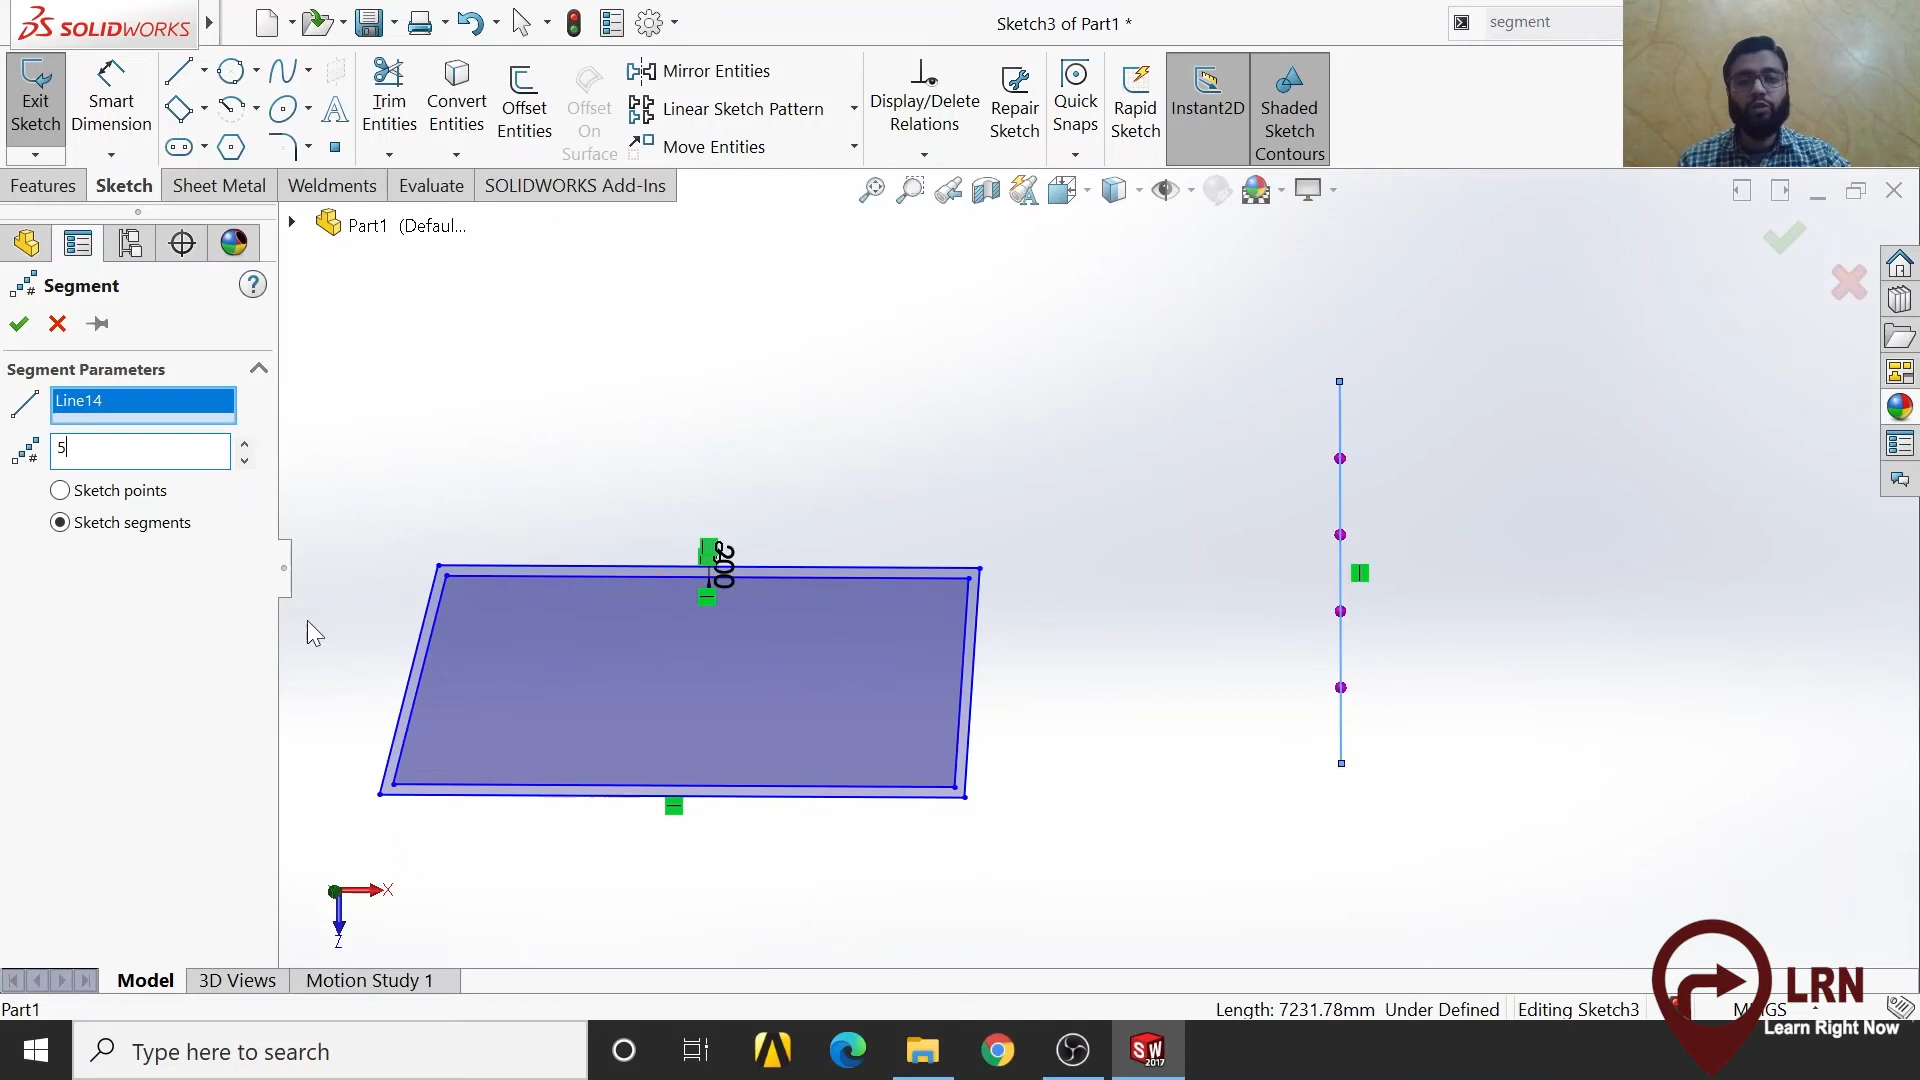 SOLIDWORKS
Sketch3 of Part1 *
segment
Exit
Sketch
Smart
Dimension
Trim
Entities
Convert
Entities
Offset
Entities
Offset
On
Surface
Mirror Entities
Linear Sketch Pattern
Move Entities
Display/Delete
Relations
Repair
Sketch
Quick
Snaps
Rapid
Sketch
Instant2D
Shaded
Sketch
Contours
Features
Sketch
Sheet Metal
Weldments
Evaluate
SOLIDWORKS Add-Ins
Part1 (Defaul...
Segment
Segment Parameters
Line14
5
Sketch points
Sketch segments
200
X
Z
Model
3D Views
Motion Study 1
Part1
Length: 7231.78mm
Under Defined
Editing Sketch3
LRN
Learn Right Now
Type here to search
SW
2017